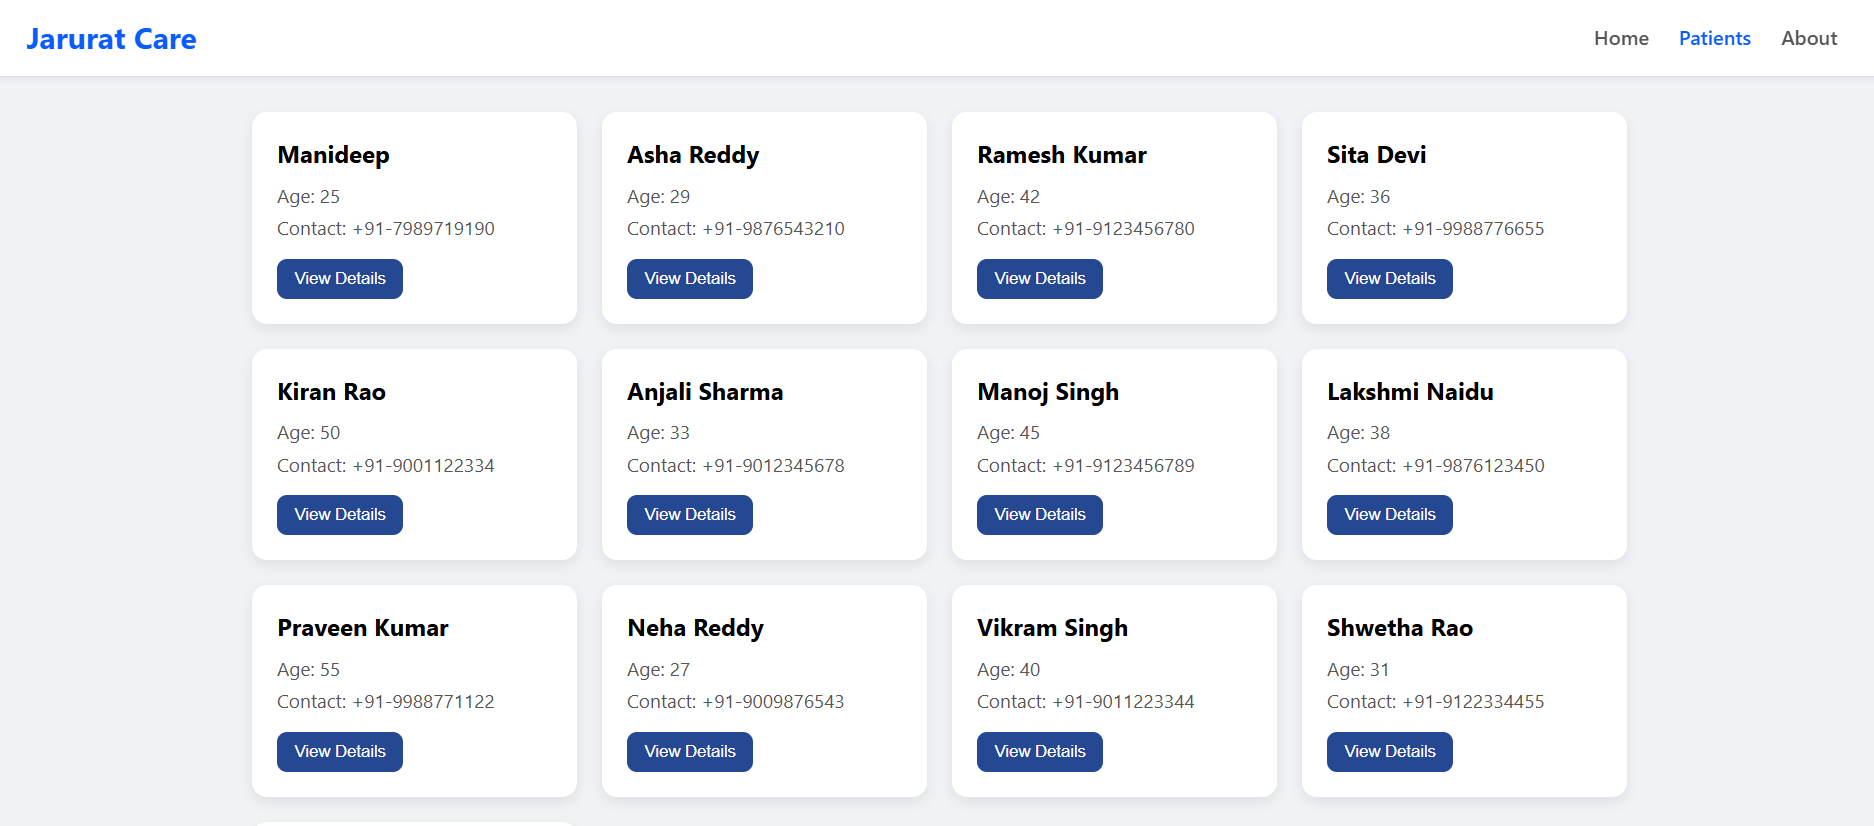 Jarurat Care
Home
Patients
About
Manideep
Age: 25
Contact: +91-7989719190
View Details
Asha Reddy
Age: 29
Contact: +91-9876543210
View Details
Ramesh Kumar
Age: 42
Contact: +91-9123456780
View Details
Sita Devi
Age: 36
Contact: +91-9988776655
View Details
Kiran Rao
Age: 50
Contact: +91-9001122334
View Details
Anjali Sharma
Age: 33
Contact: +91-9012345678
View Details
Manoj Singh
Age: 45
Contact: +91-9123456789
View Details
Lakshmi Naidu
Age: 38
Contact: +91-9876123450
View Details
Praveen Kumar
Age: 55
Contact: +91-9988771122
View Details
Neha Reddy
Age: 27
Contact: +91-9009876543
View Details
Vikram Singh
Age: 40
Contact: +91-9011223344
View Details
Shwetha Rao
Age: 31
Contact: +91-9122334455
View Details